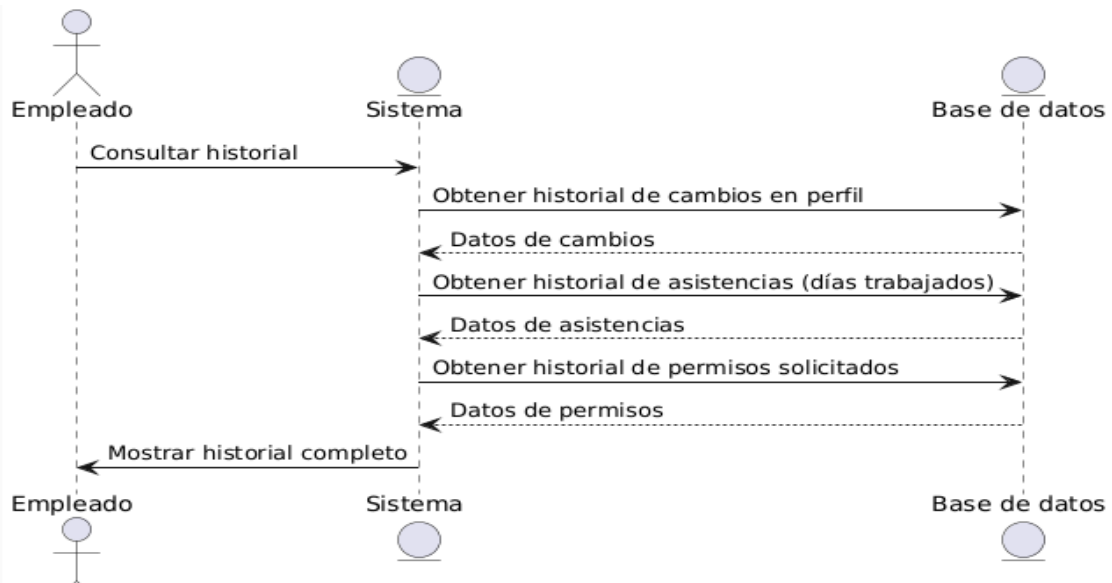 Empleado
Sistema
Base de datos
Consultar historial
Obtener historial de cambios en perfil
Datos de cambios
Obtener historial de asistencias (días trabajados)
Datos de asistencias
Obtener historial de permisos solicitados
Datos de permisos
Mostrar historial completo
Empleado
Sistema
Base de datos